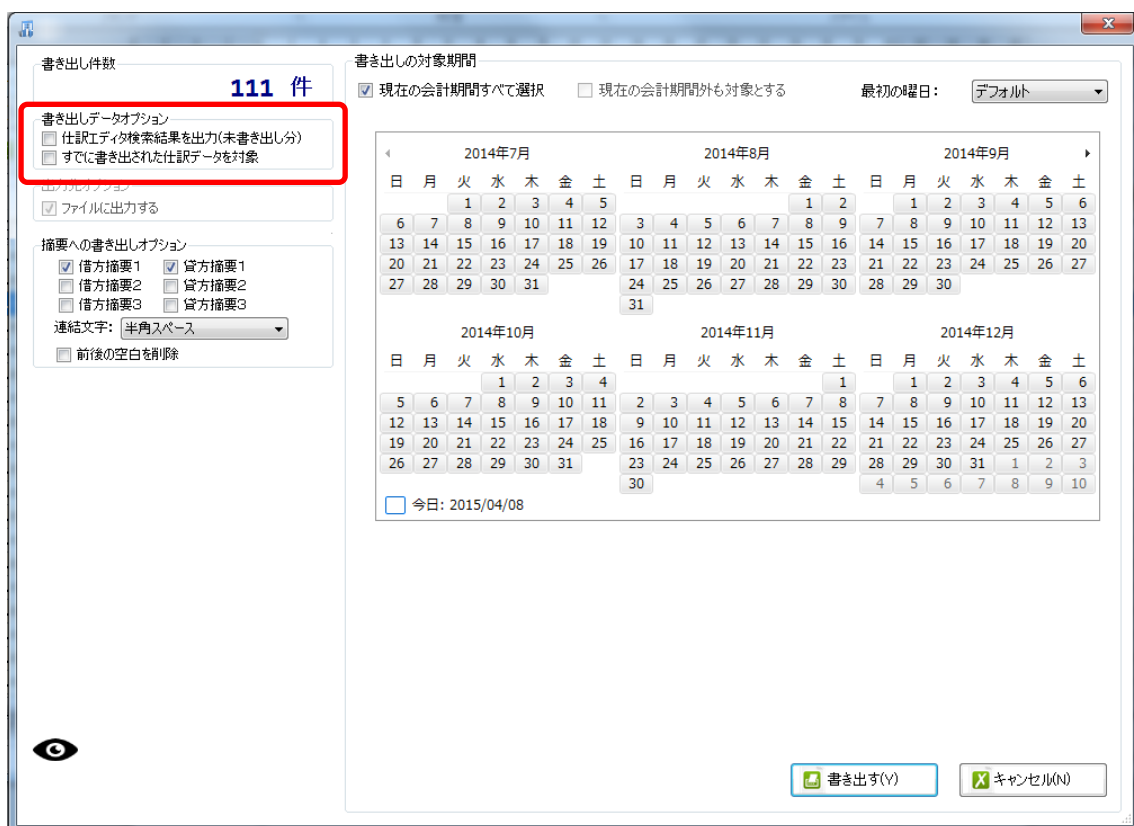 書き出し件数
111 件
書き出しデータオプション
仕訳エディタ検索結果を出力(未書き出し分)
すでに書き出された仕訳データを対象
出力先オプション
ファイルに出力する
摘要への書き出しオプション
借方摘要1 貸方摘要1
借方摘要2 貸方摘要2
借方摘要3 貸方摘要3
連結文字: 半角スペース
前後の空白を削除
書き出しの対象期間
現在の会計期間すべて選択 現在の会計期間外も対象とする 最初の曜日: デフォルト
2014年7月 2014年8月 2014年9月
日 月 火 水 木 金 土 日 月 火 水 木 金 土 日 月 火 水 木 金 土
1 2 3 4 5 1 2 1 2 3 4 5 6
6 7 8 9 10 11 12 3 4 5 6 7 8 9 7 8 9 10 11 12 13
13 14 15 16 17 18 19 10 11 12 13 14 15 16 14 15 16 17 18 19 20
20 21 22 23 24 25 26 17 18 19 20 21 22 23 21 22 23 24 25 26 27
27 28 29 30 31 24 25 26 27 28 29 30 28 29 30
31
2014年10月 2014年11月 2014年12月
日 月 火 水 木 金 土 日 月 火 水 木 金 土 日 月 火 水 木 金 土
1 2 3 4 1 1 2 3 4 5 6
5 6 7 8 9 10 11 2 3 4 5 6 7 8 7 8 9 10 11 12 13
12 13 14 15 16 17 18 9 10 11 12 13 14 15 14 15 16 17 18 19 20
19 20 21 22 23 24 25 16 17 18 19 20 21 22 21 22 23 24 25 26 27
26 27 28 29 30 31 23 24 25 26 27 28 29 28 29 30 31 1 2 3
30 4 5 6 7 8 9 10
今日: 2015/04/08
書き出す(Y) キャンセル(N)